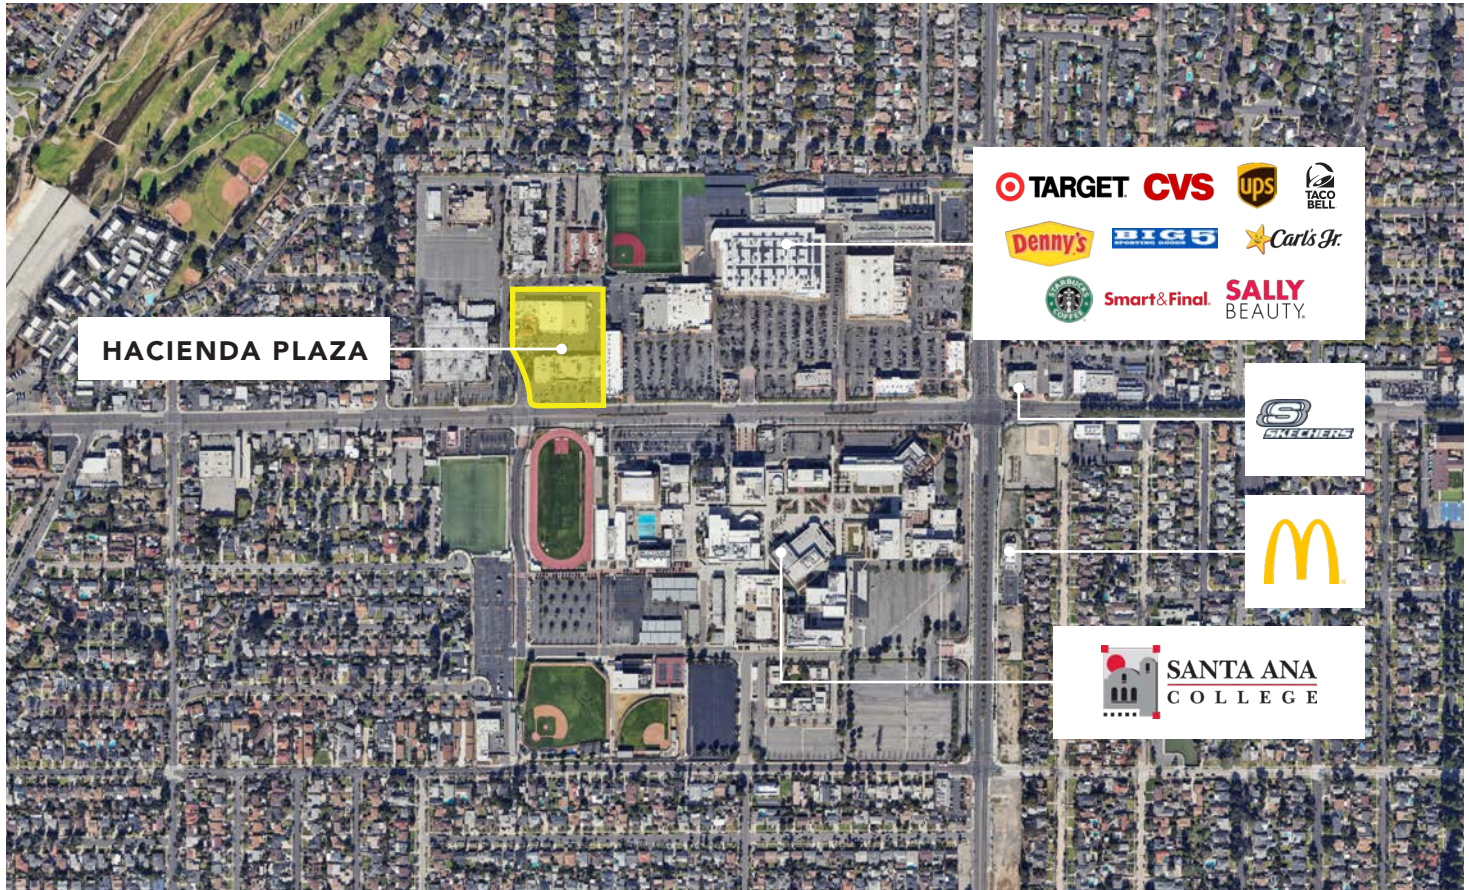 TARGET CVS ups TACO BELL
Denny's BIG 5 SPORTING GOODS Carl's Jr.
STARBUCKS COFFEE Smart&Final. SALLY BEAUTY
HACIENDA PLAZA
S
SKECHERS
M
SANTA ANA
COLLEGE